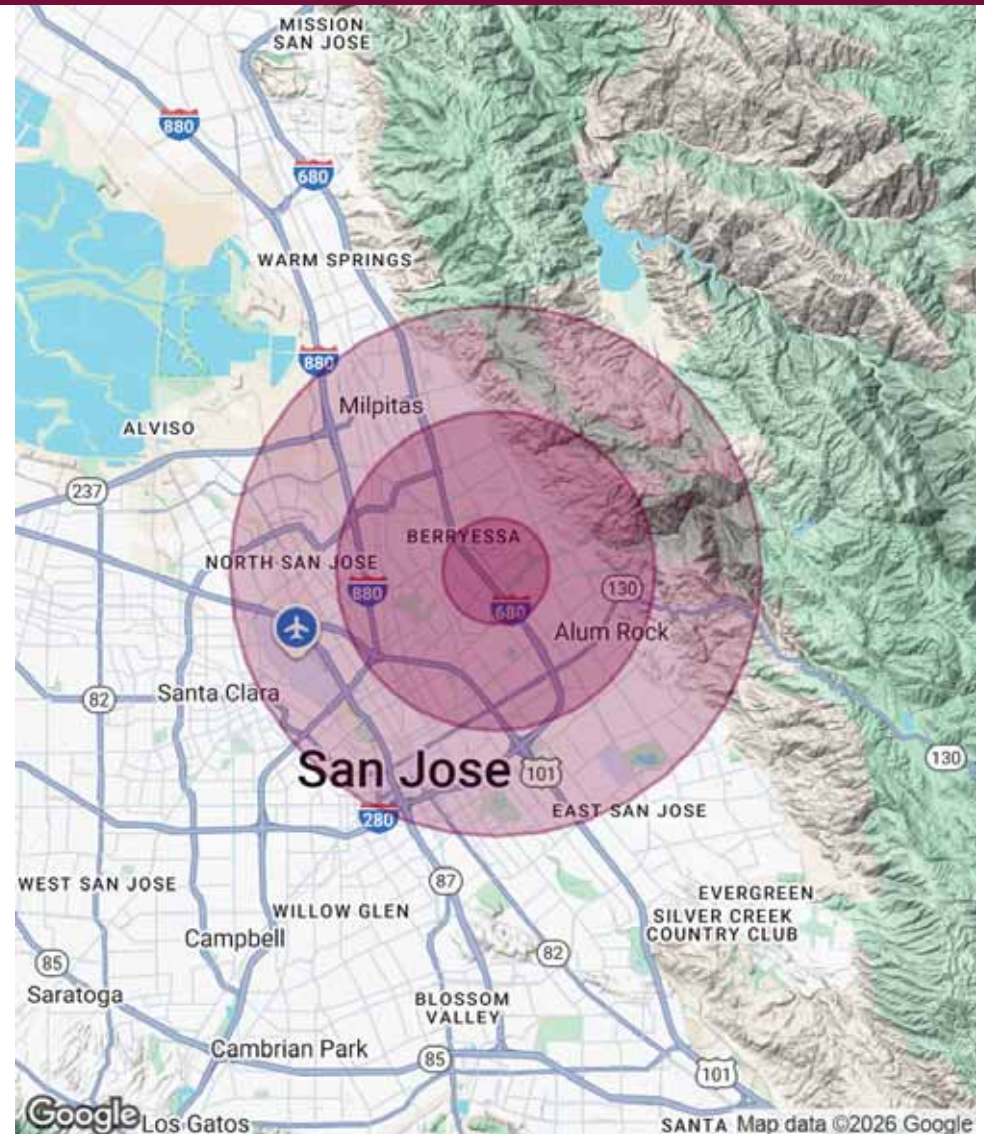 MISSION
SAN JOSE
880
680
WARM SPRINGS
880
Milpitas
ALVISO
237
BERRYESSA
NORTH SAN JOSE
880
130
680
Alum Rock
82
Santa Clara
San Jose
101
130
EAST SAN JOSE
280
WEST SAN JOSE
87
EVERGREEN
SILVER CREEK
COUNTRY CLUB
WILLOW GLEN
Campbell
82
85
Saratoga
BLOSSOM
VALLEY
Cambrian Park
85
101
Google
Los Gatos
SANTA
Map data ©2026 Google